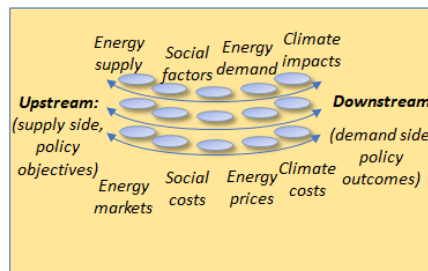 Energy supply
Social factors
Energy demand
Climate impacts
Upstream:
(supply side,
policy
objectives)
Downstream
(demand side
policy
outcomes)
Energy markets
Social costs
Energy prices
Climate costs